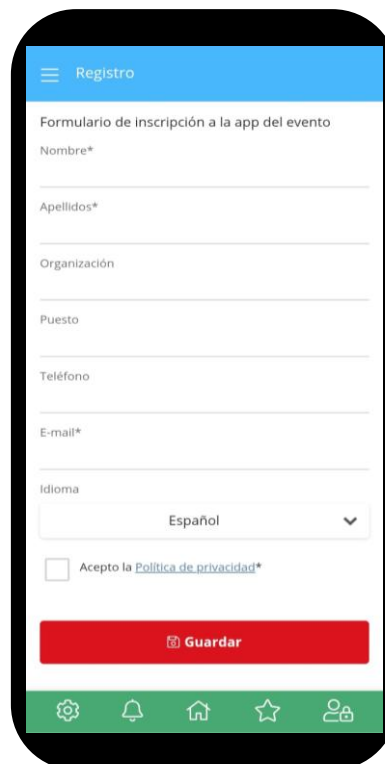 Registro
Formulario de inscripción a la app del evento
Nombre*
Apellidos*
Organización
Puesto
Teléfono
E-mail*
Idioma
Español
Acepto la Política de privacidad*
Guardar